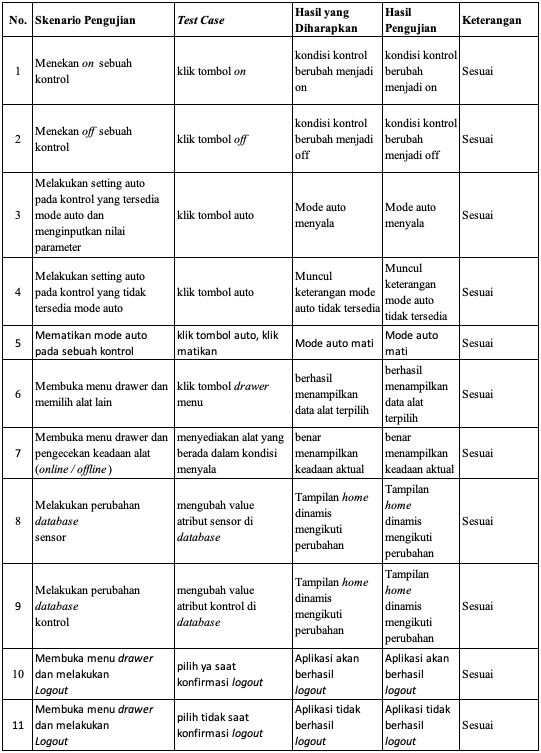 No. Skenario Pengujian Test Case Hasil yang Diharapkan Hasil Pengujian Keterangan
1 Menekan on sebuah kontrol klik tombol on kondisi kontrol berubah menjadi on kondisi kontrol berubah menjadi on Sesuai
2 Menekan off sebuah kontrol klik tombol off kondisi kontrol berubah menjadi off kondisi kontrol berubah menjadi off Sesuai
3 Melakukan setting auto pada kontrol yang tersedia mode auto dan menginputkan nilai parameter klik tombol auto Mode auto menyala Mode auto menyala Sesuai
4 Melakukan setting auto pada kontrol yang tidak tersedia mode auto klik tombol auto Muncul keterangan mode auto tidak tersedia Muncul keterangan mode auto tidak tersedia Sesuai
5 Mematikan mode auto pada sebuah kontrol klik tombol auto, klik matikan Mode auto mati Mode auto mati Sesuai
6 Membuka menu drawer dan memilih alat lain klik tombol drawer menu berhasil menampilkan data alat terpilih berhasil menampilkan data alat terpilih Sesuai
7 Membuka menu drawer dan pengecekan keadaan alat (online / offline ) menyediakan alat yang berada dalam kondisi menyala benar menampilkan keadaan aktual benar menampilkan keadaan aktual Sesuai
8 Melakukan perubahan database sensor mengubah value atribut sensor di database Tampilan home dinamis mengikuti perubahan Tampilan home dinamis mengikuti perubahan Sesuai
9 Melakukan perubahan database kontrol mengubah value atribut kontrol di database Tampilan home dinamis mengikuti perubahan Tampilan home dinamis mengikuti perubahan Sesuai
10 Membuka menu drawer dan melakukan Logout pilih ya saat konfirmasi logout Aplikasi akan berhasil logout Aplikasi akan berhasil logout Sesuai
11 Membuka menu drawer dan melakukan Logout pilih tidak saat konfirmasi logout Aplikasi tidak berhasil logout Aplikasi tidak berhasil logout Sesuai